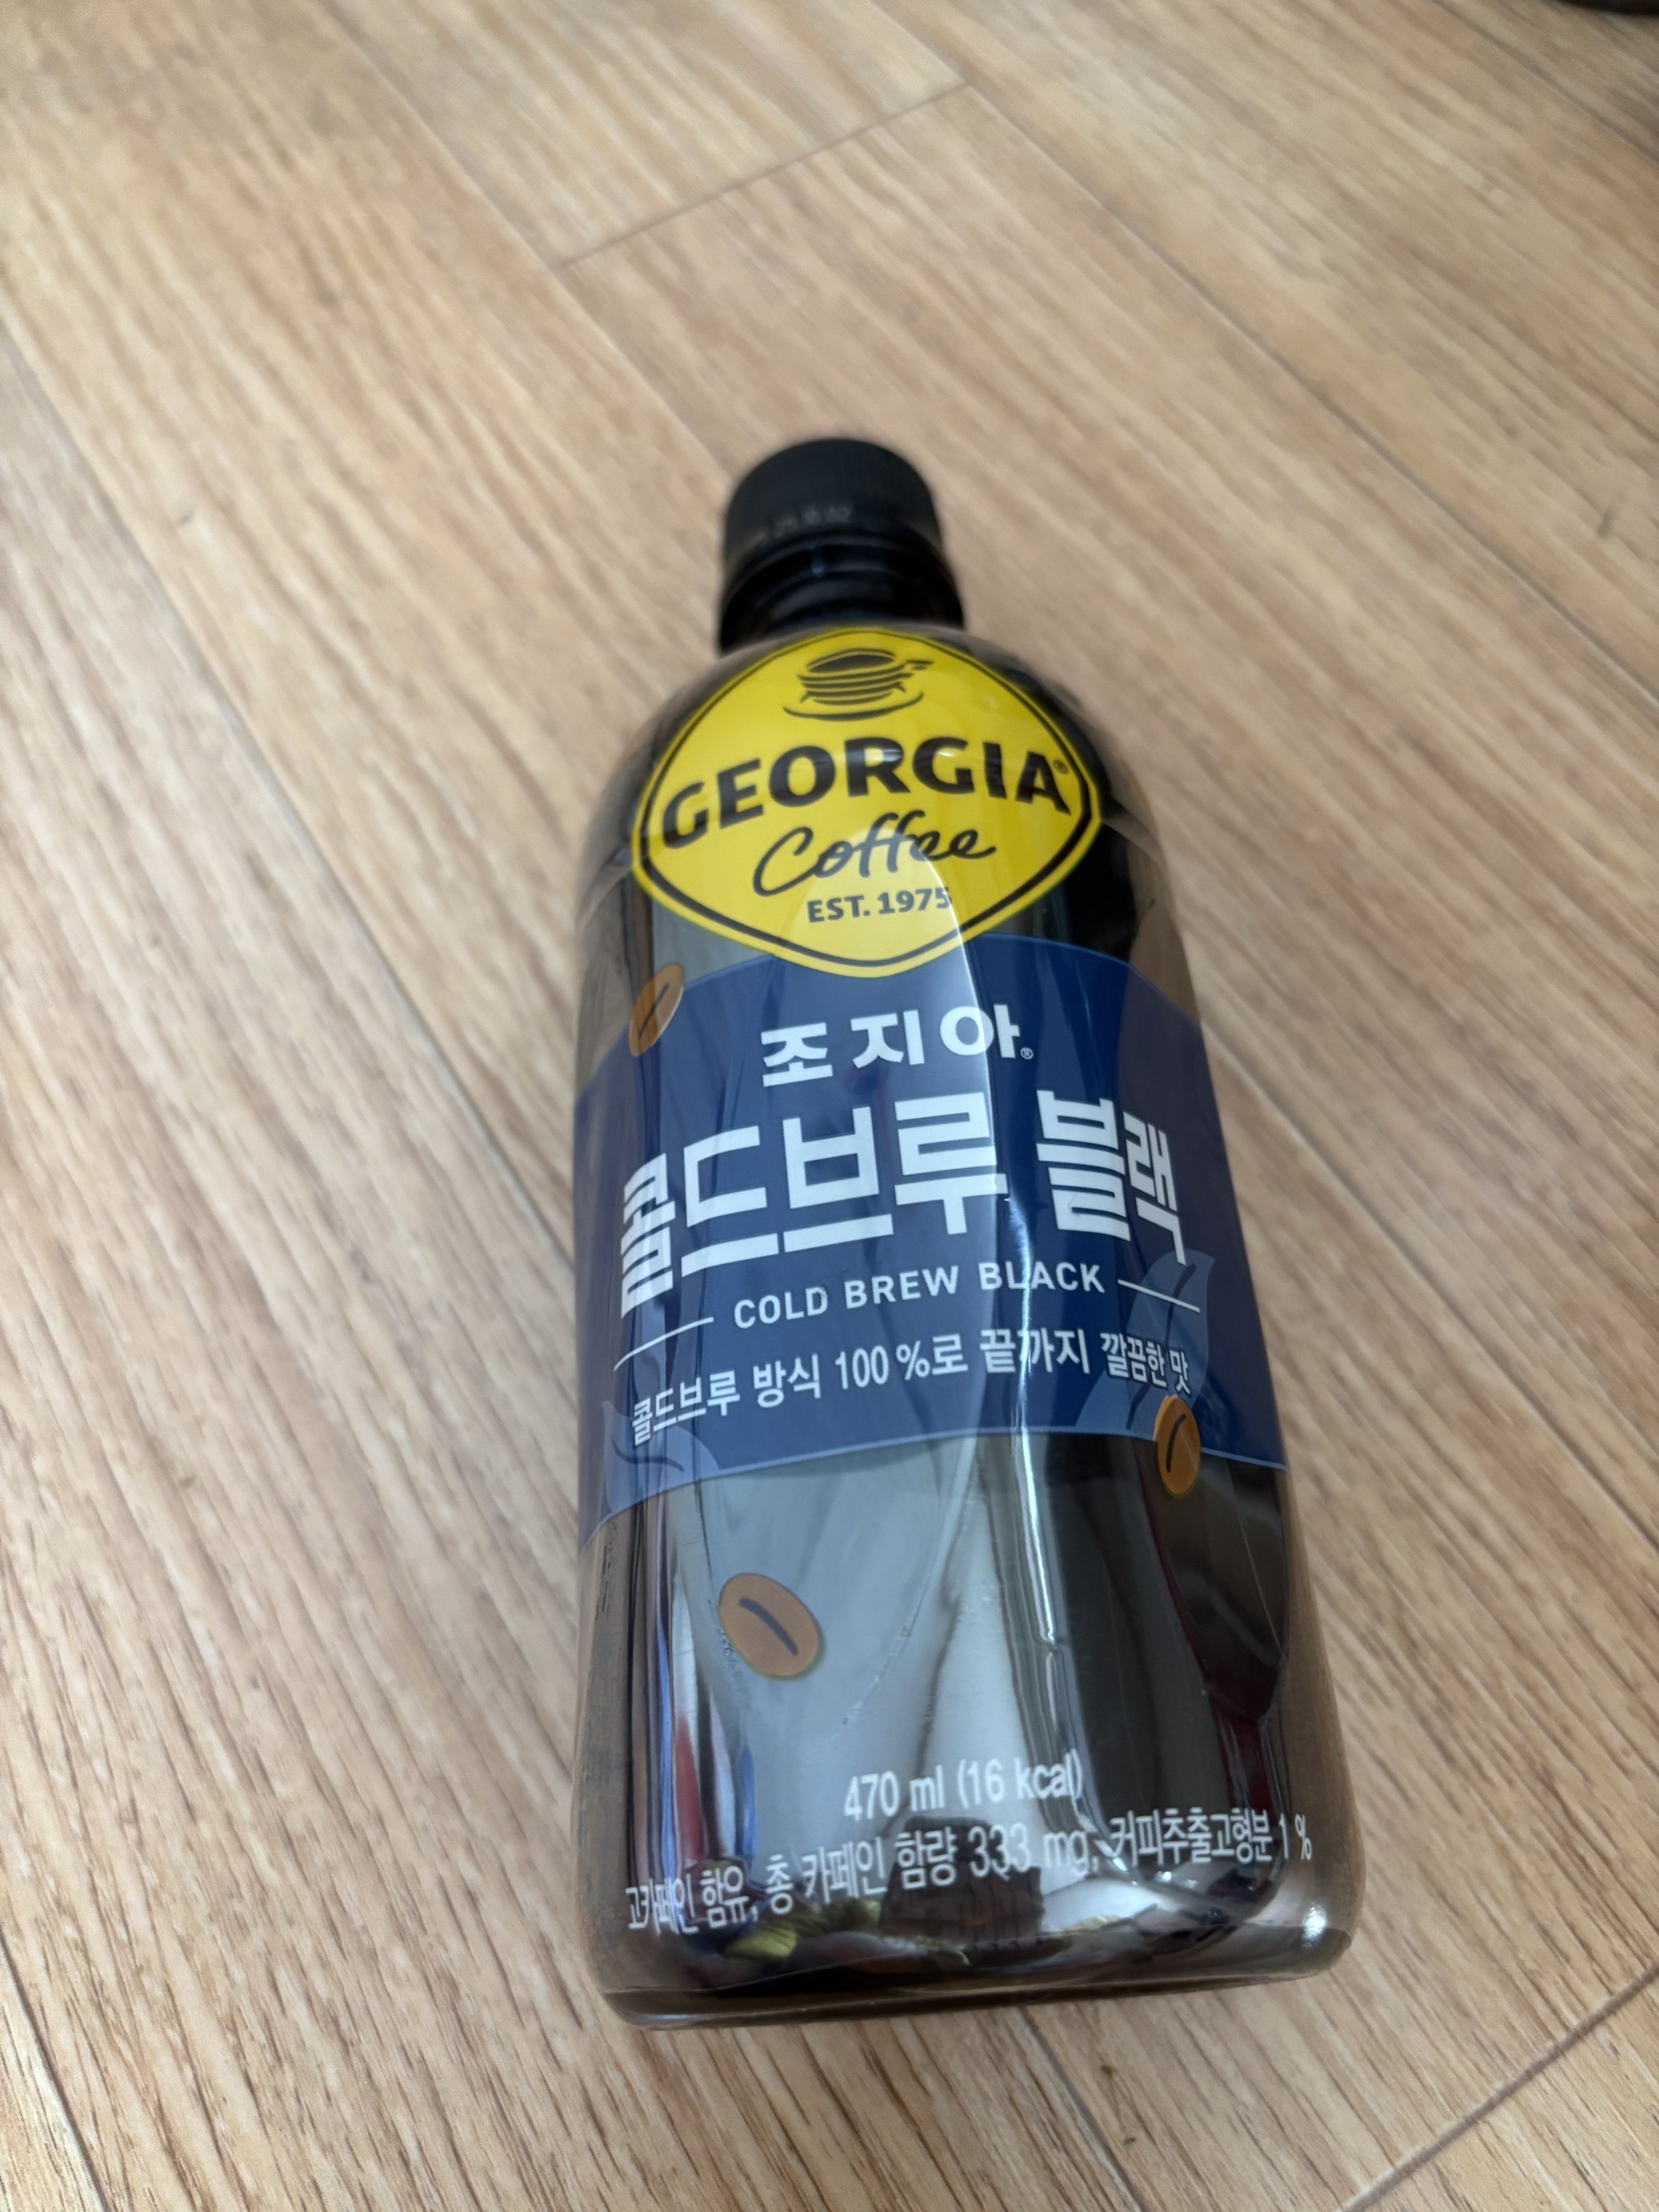 GEORGIA®
Coffee
EST. 1975
조지아®
콜드브루 블랙
COLD BREW BLACK
콜드브루 방식 100 %로 끝까지 깔끔한 맛
470 ml (16 kcal)
고카페인 함유, 총 카페인 함량 333 mg, 커피추출고형분 1 %